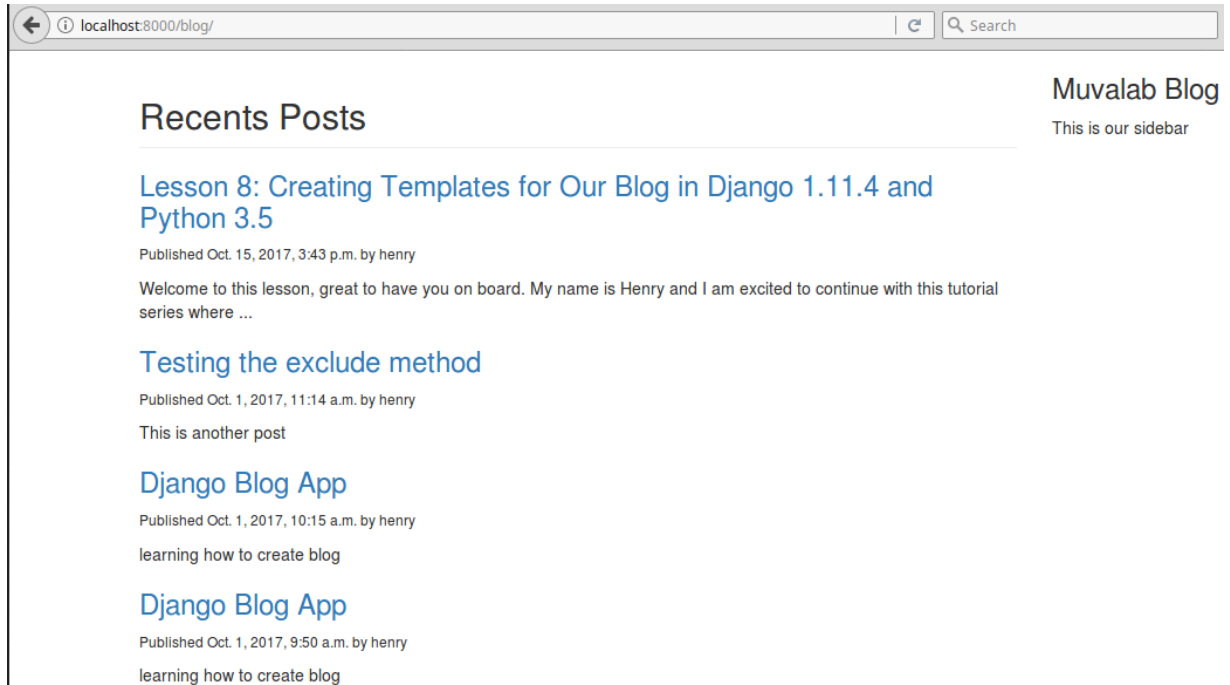 localhost:8000/blog/
Search
Recents Posts
Lesson 8: Creating Templates for Our Blog in Django 1.11.4 and
Python 3.5
Published Oct. 15, 2017, 3:43 p.m. by henry
Welcome to this lesson, great to have you on board. My name is Henry and I am excited to continue with this tutorial
series where ...
Testing the exclude method
Published Oct. 1, 2017, 11:14 a.m. by henry
This is another post
Django Blog App
Published Oct. 1, 2017, 10:15 a.m. by henry
learning how to create blog
Django Blog App
Published Oct. 1, 2017, 9:50 a.m. by henry
learning how to create blog
Muvalab Blog
This is our sidebar